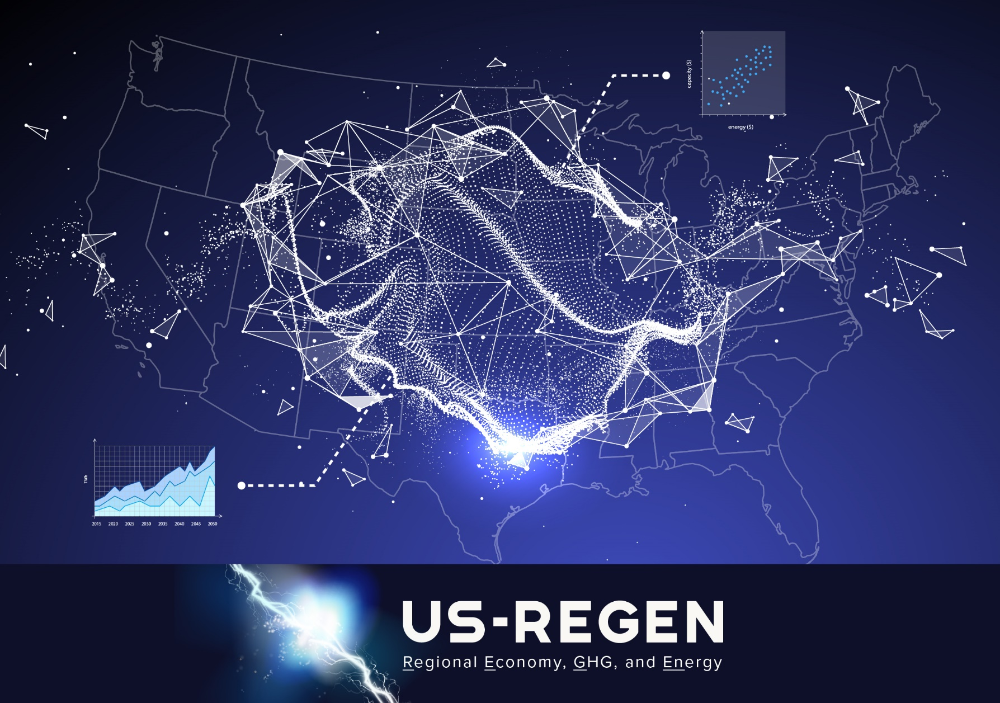 capacity ($)
energy ($)
TWh
2015 2020 2025 2030 2035 2040 2045 2050
US-REGEN
Regional Economy, GHG, and Energy